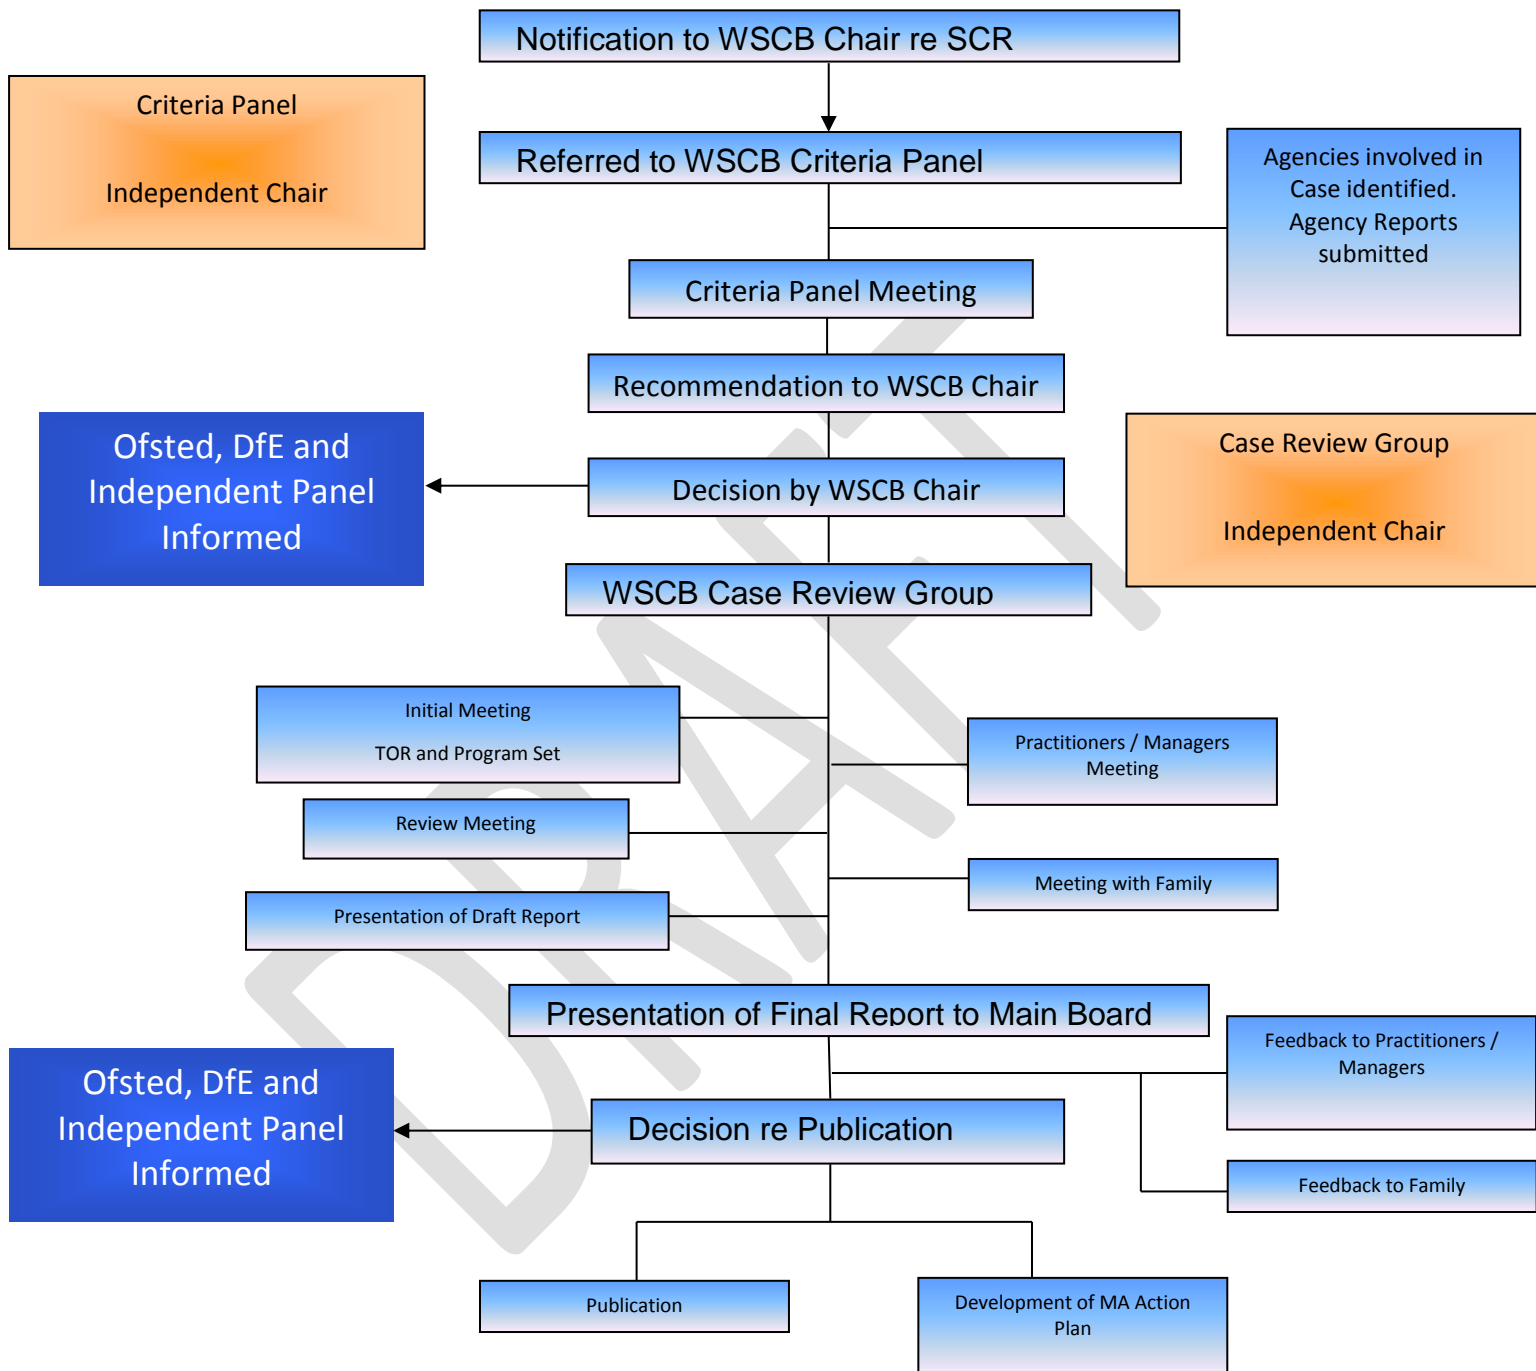 Notification to WSCB Chair re SCR
Criteria Panel
Independent Chair
Referred to WSCB Criteria Panel
Agencies involved in
Case identified.
Agency Reports
submitted
Criteria Panel Meeting
Recommendation to WSCB Chair
Ofsted, DfE and
Independent Panel
Informed
Decision by WSCB Chair
Case Review Group
Independent Chair
WSCB Case Review Group
Initial Meeting
TOR and Program Set
Practitioners / Managers
Meeting
Review Meeting
Meeting with Family
Presentation of Draft Report
Presentation of Final Report to Main Board
Feedback to Practitioners /
Managers
Ofsted, DfE and
Independent Panel
Informed
Decision re Publication
Feedback to Family
Publication
Development of MA Action
Plan
DRAFT